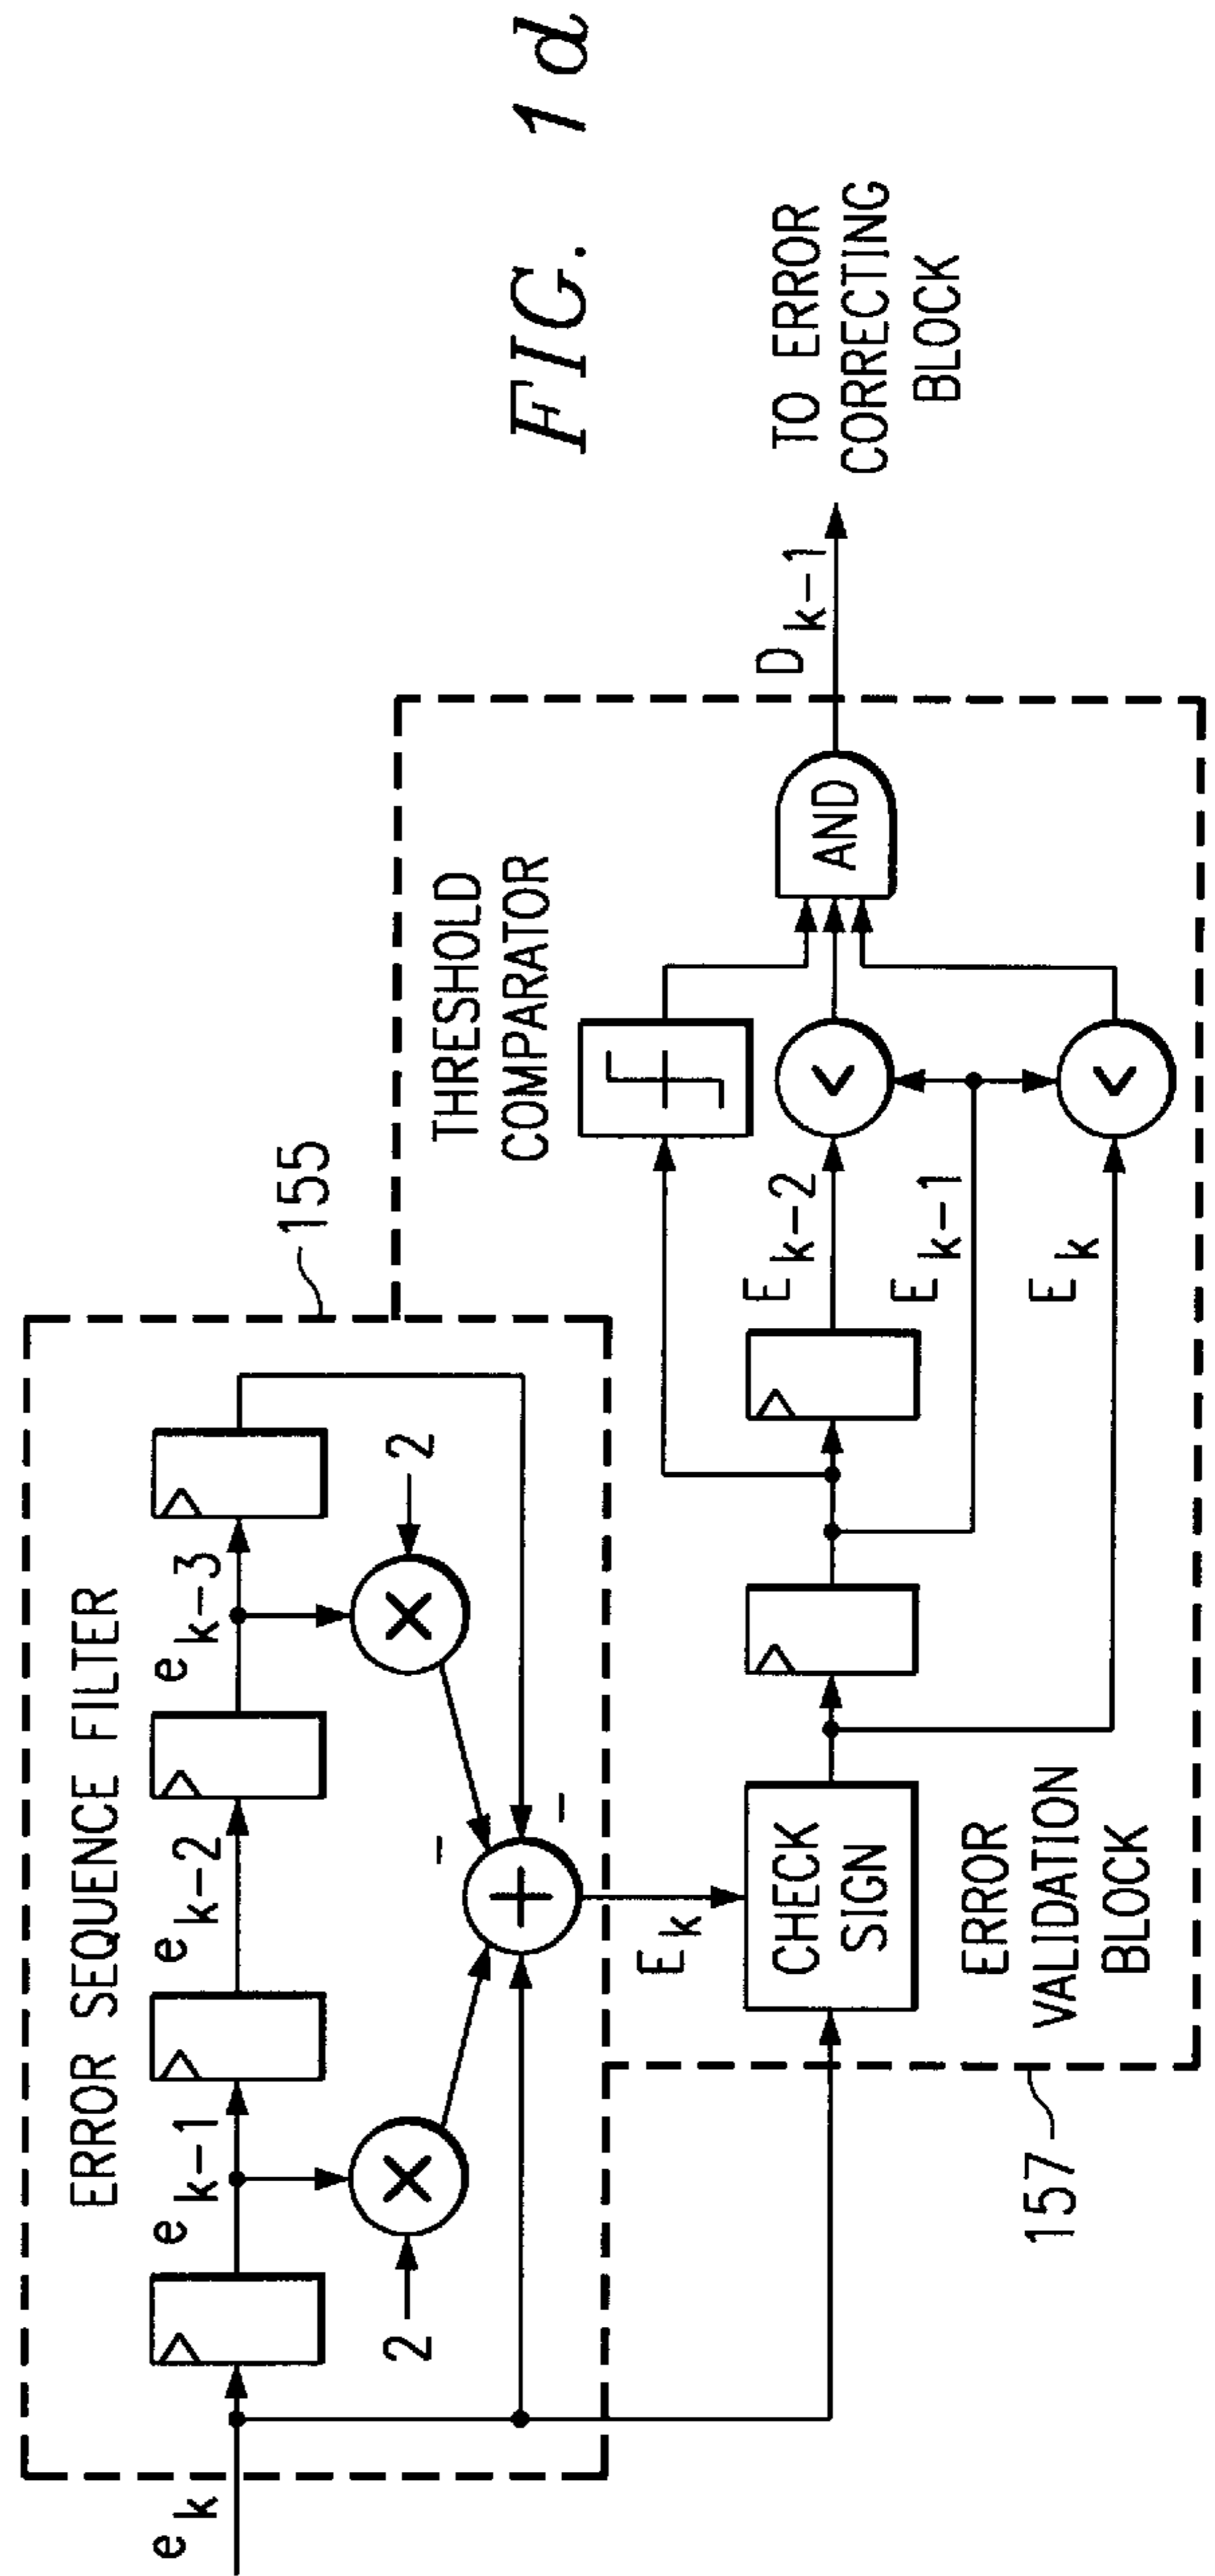 FIG. 1d
155
ERROR SEQUENCE FILTER
e k
e k-1
e k-2
e k-3
2
2
-
-
E k
THRESHOLD
COMPARATOR
CHECK
SIGN
E k-2
E k-1
E k
<
<
AND
D k-1
TO ERROR
CORRECTING
BLOCK
ERROR
VALIDATION
BLOCK
157